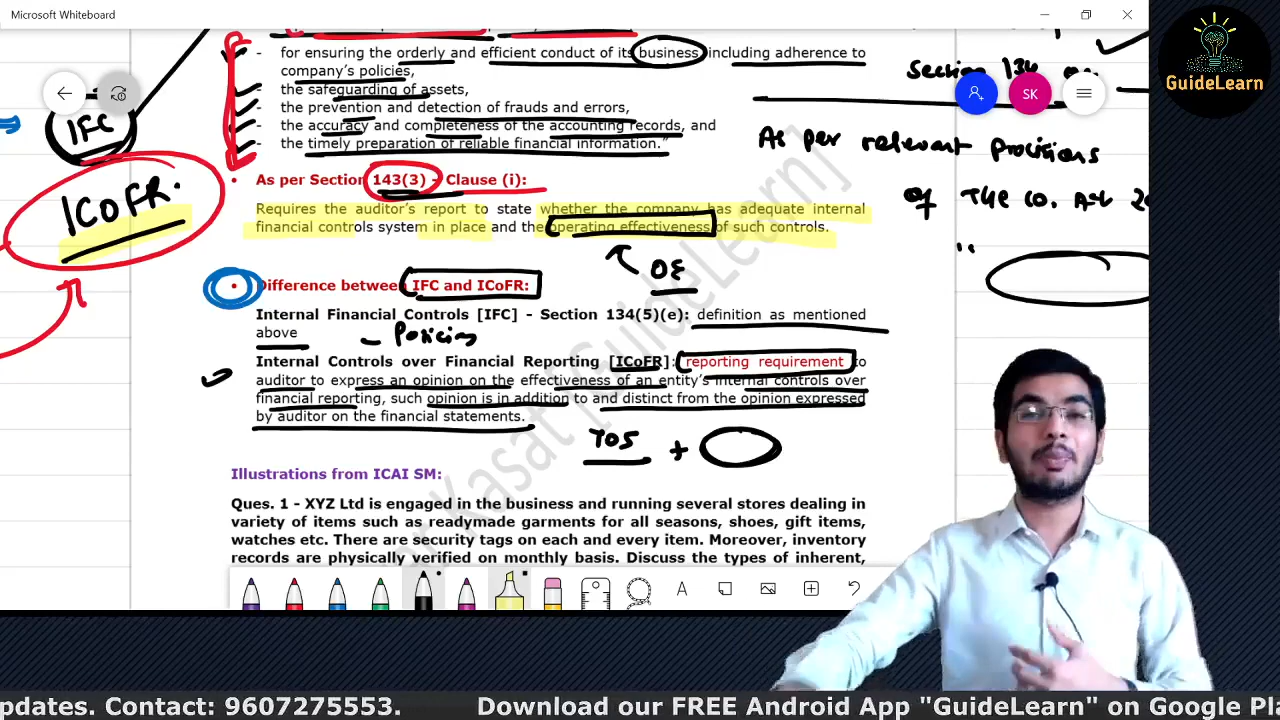 Microsoft Whiteboard
- for ensuring the orderly and efficient conduct of its business including adherence to
company's policies,
- the safeguarding of assets,
- the prevention and detection of frauds and errors,
- the accuracy and completeness of the accounting records, and
- the timely preparation of reliable financial information."
• As per Section 143(3) - Clause (i):
Requires the auditor's report to state whether the company has adequate internal
financial controls system in place and the operating effectiveness of such controls.
OE
• Difference between IFC and ICoFR:
Internal Financial Controls [IFC] - Section 134(5)(e): definition as mentioned
above
- Policies
Internal Controls over Financial Reporting [ICoFR]: reporting requirement to
auditor to express an opinion on the effectiveness of an entity's internal controls over
financial reporting, such opinion is in addition to and distinct from the opinion expressed
by auditor on the financial statements.
TOS +
Illustrations from ICAI SM:
Ques. 1 - XYZ Ltd is engaged in the business and running several stores dealing in
variety of items such as readymade garments for all seasons, shoes, gift items,
watches etc. There are security tags on each and every item. Moreover, inventory
records are physically verified on monthly basis. Discuss the types of inherent,
IFC
ICOFR.
Section 134
As per relevant provisions
of The co. Act 2
SK
Kasat [GuideLearn]
A
GuideLearn
pdates. Contact: 9607275553. Download our FREE Android App "GuideLearn" on Google Pla